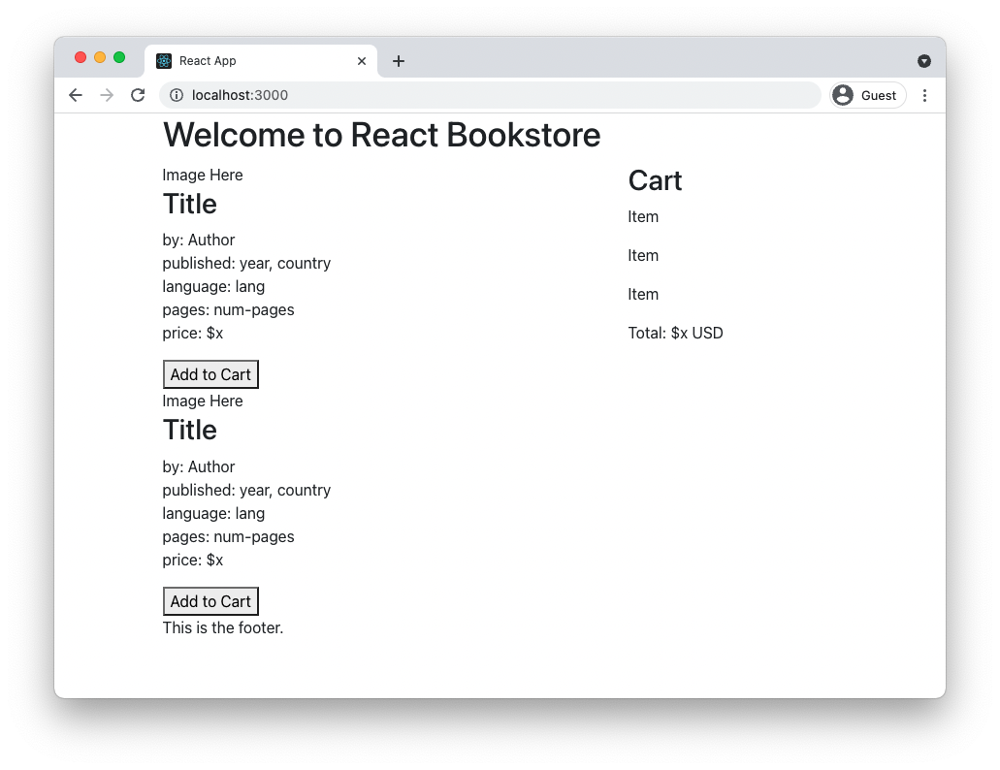 React App
localhost:3000
Guest
Welcome to React Bookstore
Image Here
Title
by: Author
published: year, country
language: lang
pages: num-pages
price: $x
Add to Cart
Image Here
Title
by: Author
published: year, country
language: lang
pages: num-pages
price: $x
Add to Cart
Cart
Item
Item
Item
Total: $x USD
This is the footer.